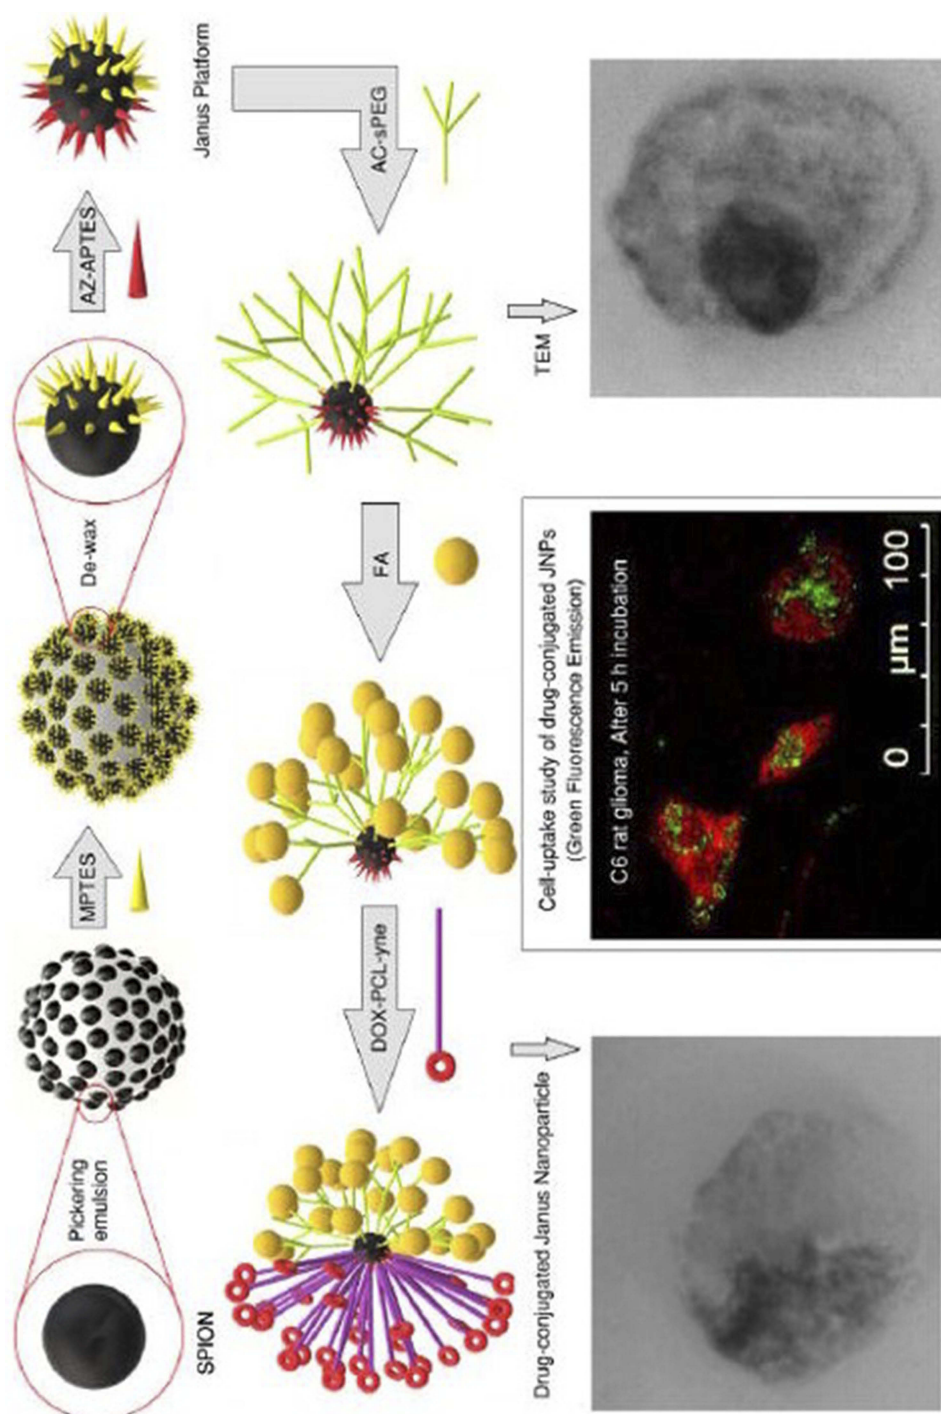 SPION
Pickering
emulsion
MPTES
De-wax
AZ-APTES
Janus Platform
AC-sPEG
FA
DOX-PCL-yne
TEM
Drug-conjugated Janus Nanoparticle
Cell-uptake study of drug-conjugated JNPs
(Green Fluorescence Emission)
C6 rat glioma, After 5 h incubation
0 µm 100